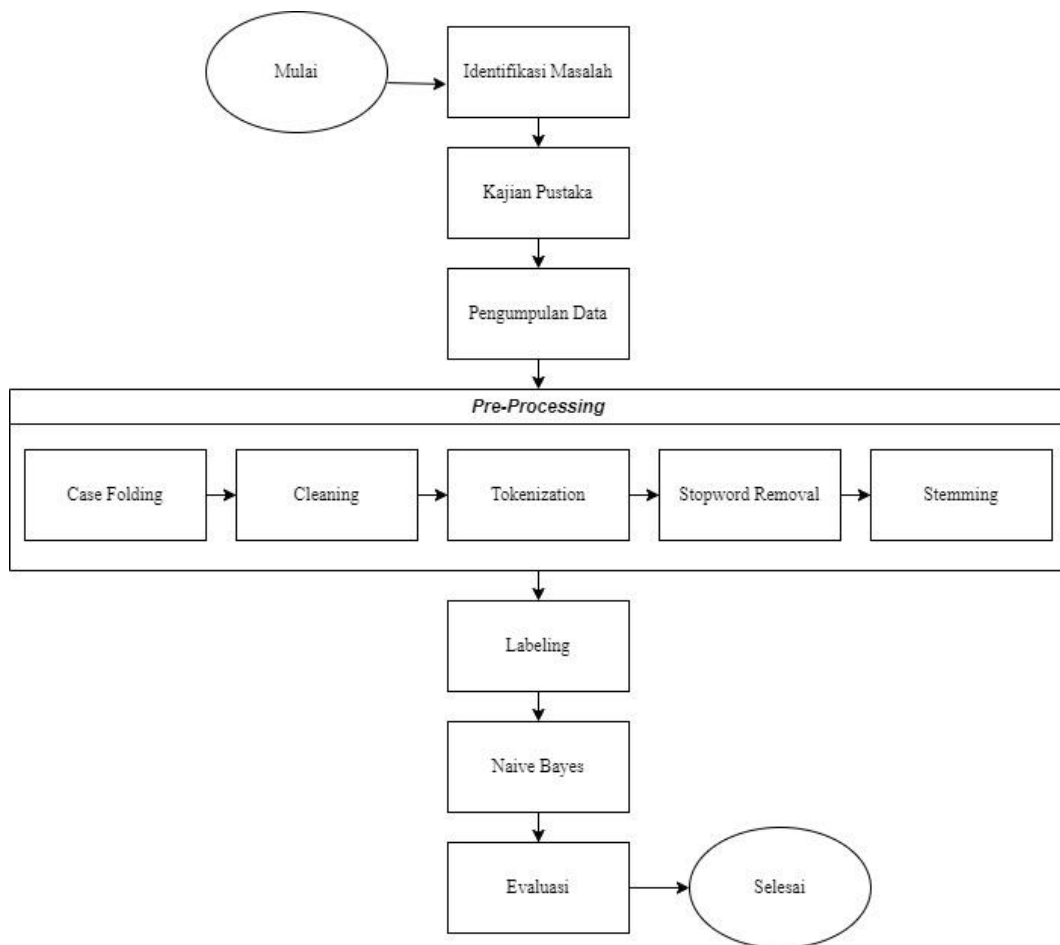 Mulai
Identifikasi Masalah
Kajian Pustaka
Pengumpulan Data
Pre-Processing
Case Folding
Cleaning
Tokenization
Stopword Removal
Stemming
Labeling
Naive Bayes
Evaluasi
Selesai